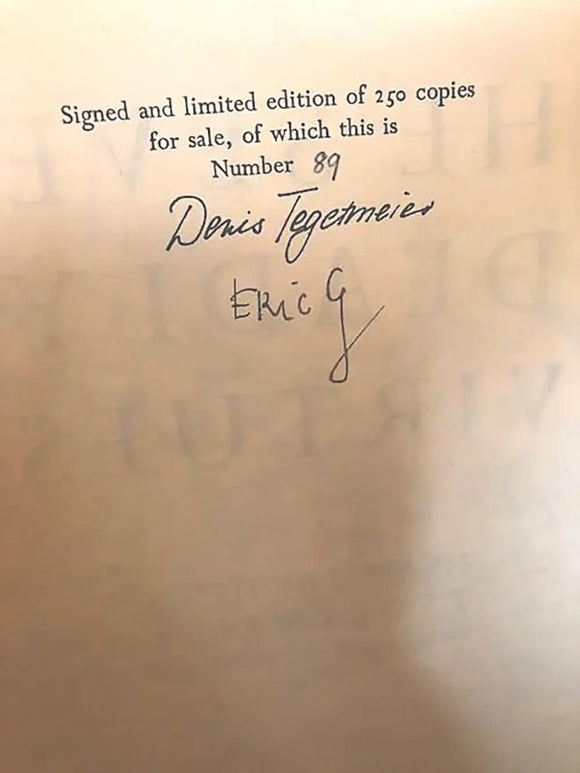 Signed and limited edition of 250 copies
for sale, of which this is
Number 89
Denis Tegetmeier
Eric G